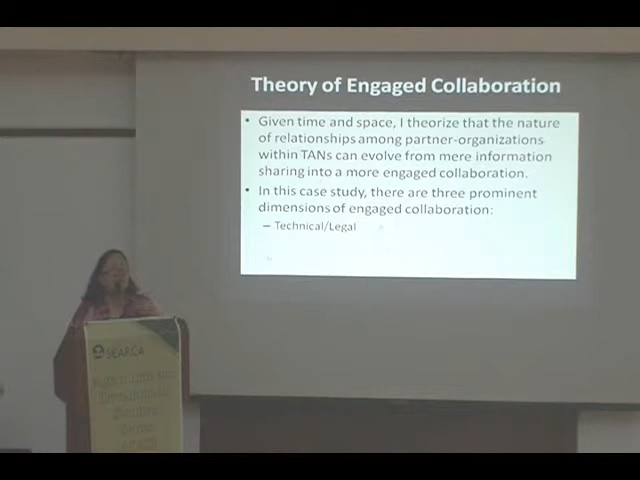 Theory of Engaged Collaboration
• Given time and space, I theorize that the nature
of relationships among partner-organizations
within TANs can evolve from mere information
sharing into a more engaged collaboration.
• In this case study, there are three prominent
dimensions of engaged collaboration:
– Technical/Legal
SEARCA